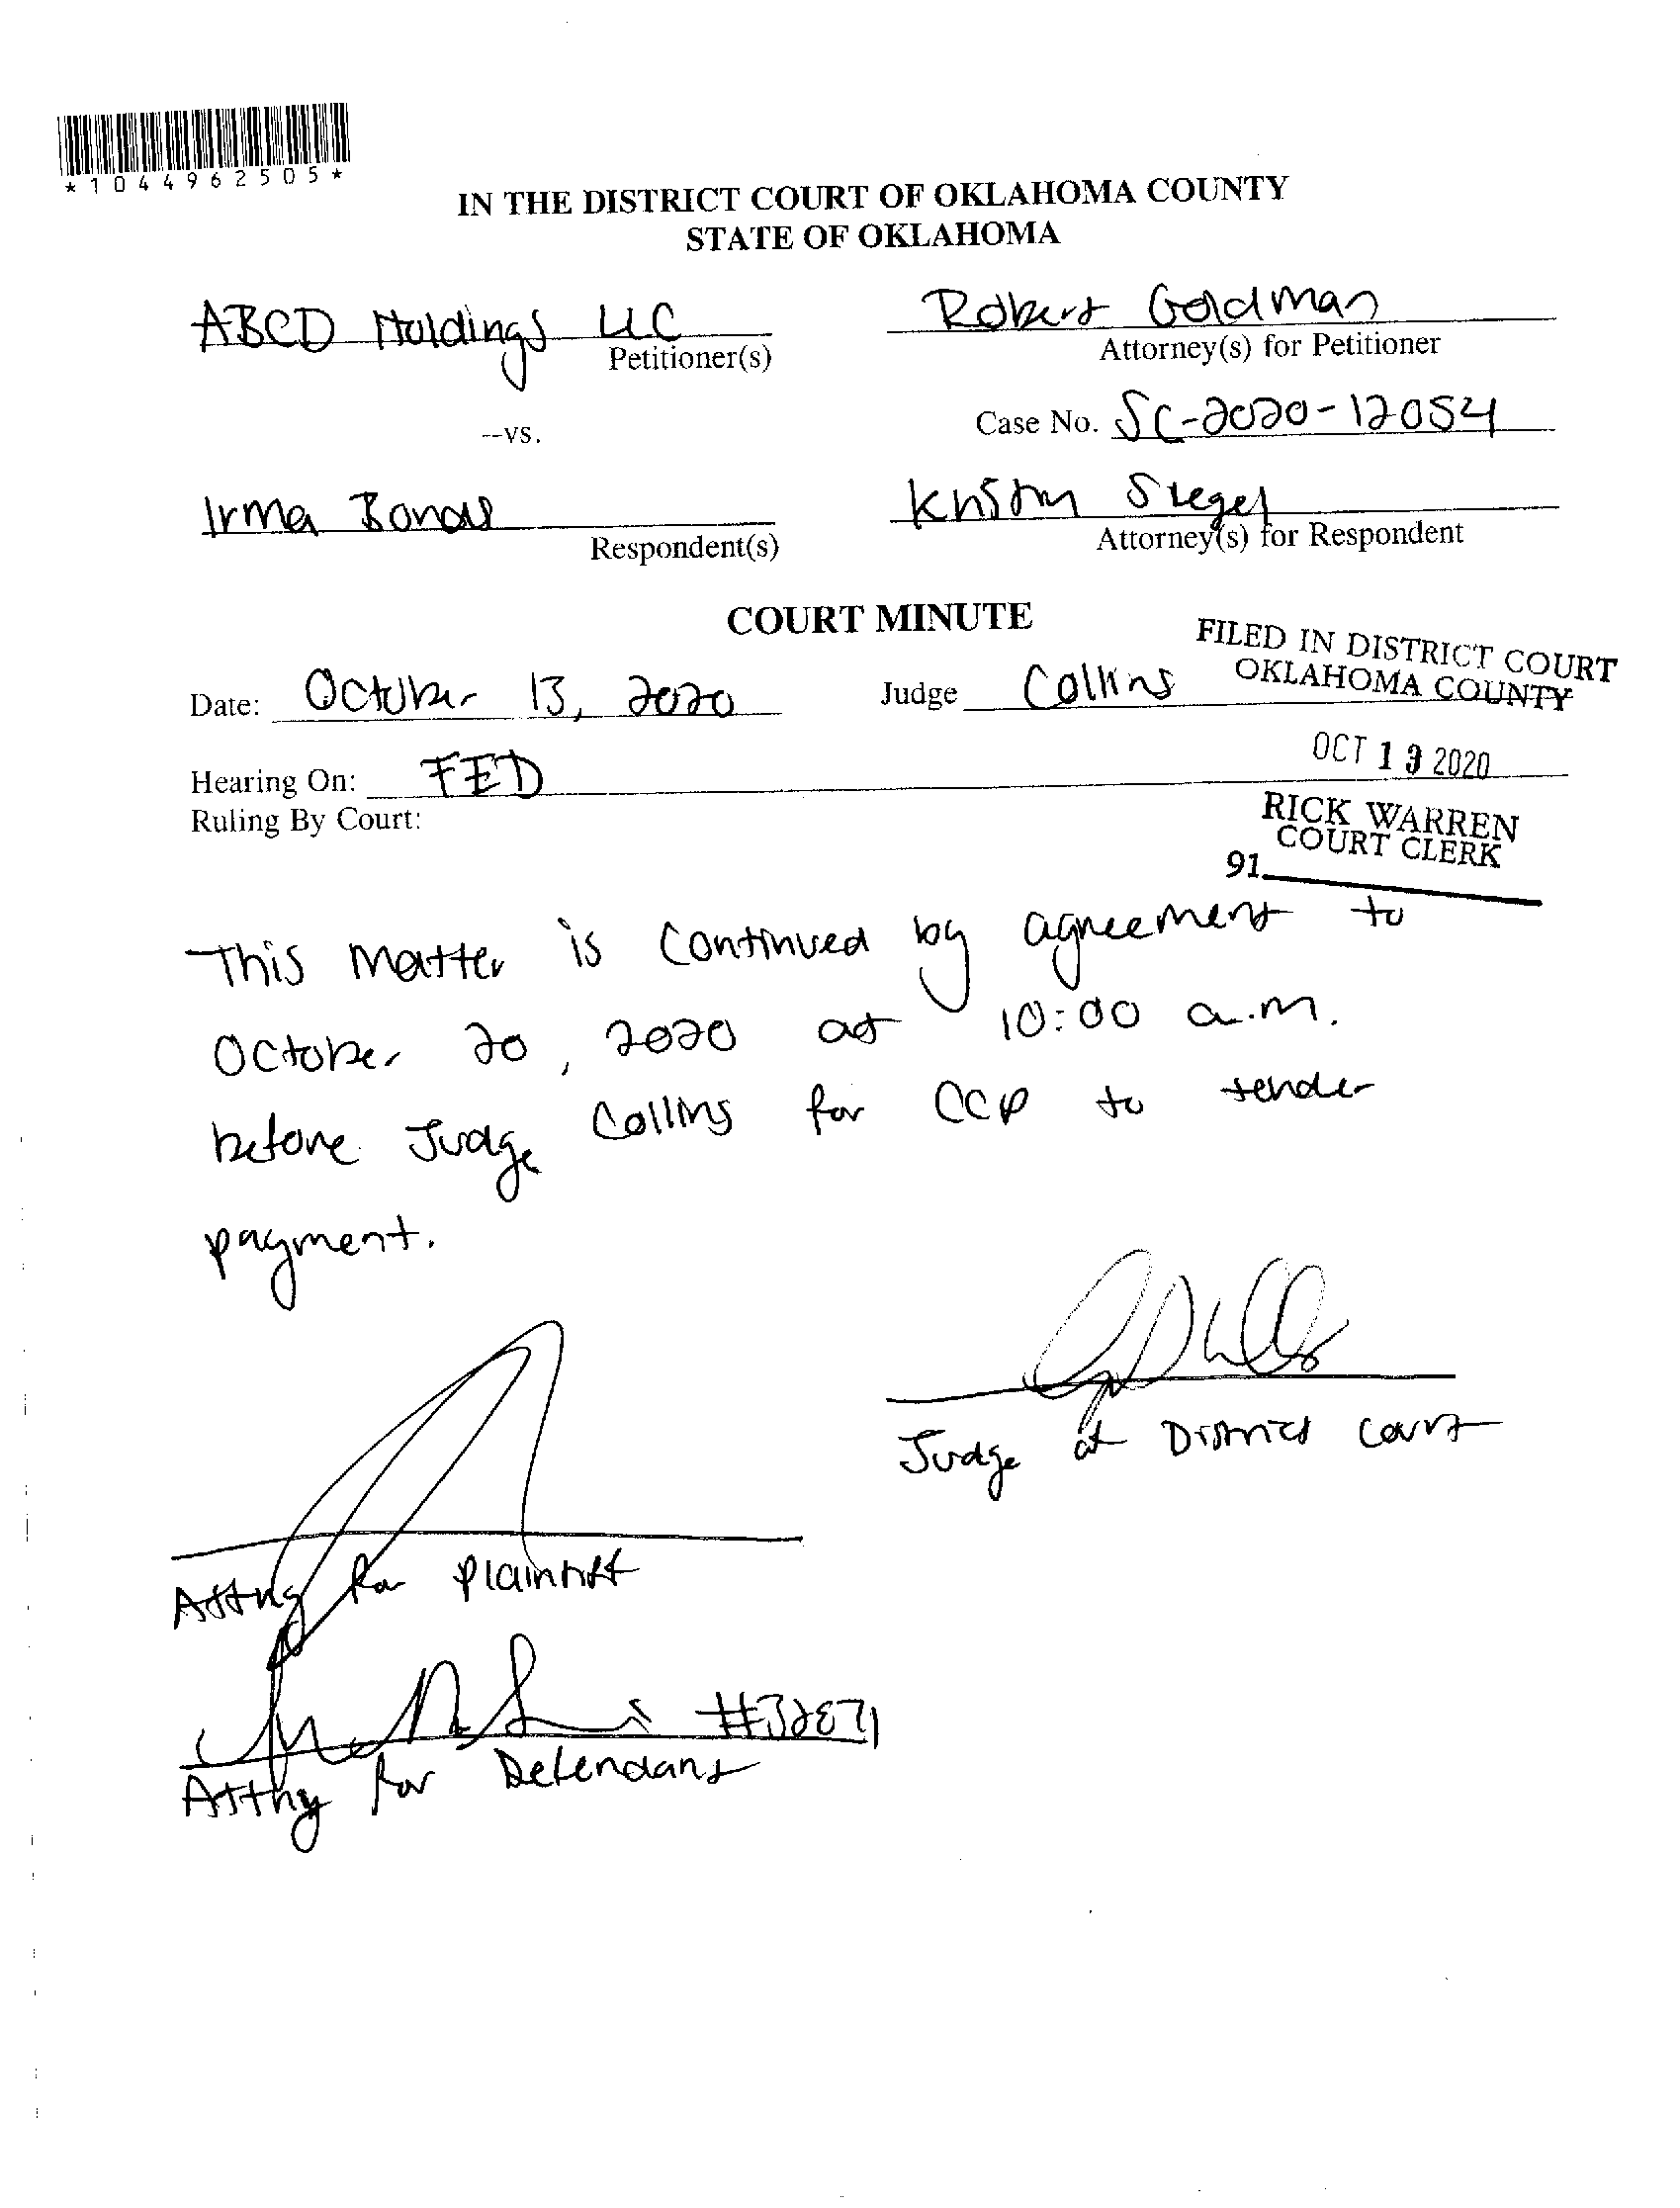 *1044962505*
IN THE DISTRICT COURT OF OKLAHOMA COUNTY
STATE OF OKLAHOMA
ABCD Holdings LLC
Petitioner(s)
Robert Goldman
Attorney(s) for Petitioner
--vs.
Case No. SC-2020-12054
Irma
Respondent(s)
Kristin Siegel
Attorney(s) for Respondent
COURT MINUTE
FILED IN DISTRICT COURT
OKLAHOMA COUNTY
Date: October 13, 2020
Judge Collins
OCT 13 2020
Hearing On: FED
Ruling By Court:
RICK WARREN
COURT CLERK
91
This matter is continued by agreement to
October 20, 2020 at 10:00 a.m.
before Judge Collins for CCP to tender
payment.
Judge of District Court
Attny for Plaintiff
#32871
Attny for Defendant